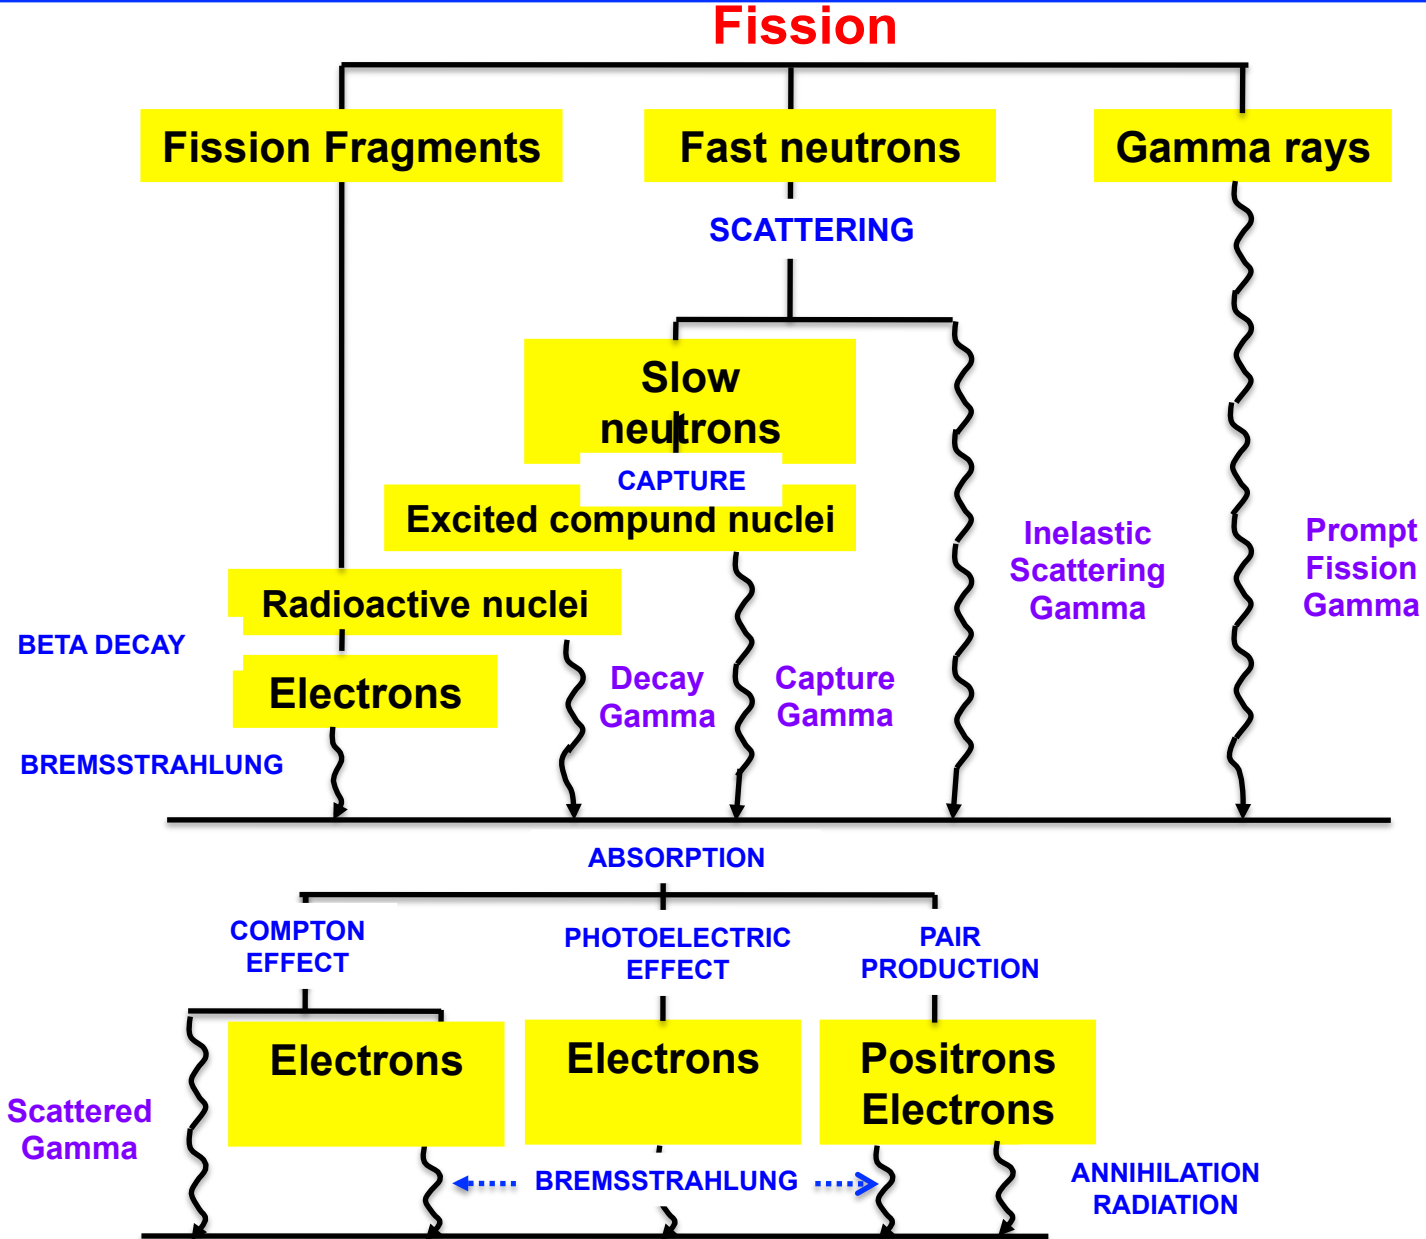 Fission
Fission Fragments
Fast neutrons
Gamma rays
SCATTERING
Slow
neutrons
CAPTURE
Excited compund nuclei
Inelastic
Scattering
Gamma
Prompt
Fission
Gamma
Radioactive nuclei
BETA DECAY
Electrons
Decay
Gamma
Capture
Gamma
BREMSSTRAHLUNG
ABSORPTION
COMPTON
EFFECT
PHOTOELECTRIC
EFFECT
PAIR
PRODUCTION
Electrons
Electrons
Positrons
Electrons
Scattered
Gamma
BREMSSTRAHLUNG
ANNIHILATION
RADIATION